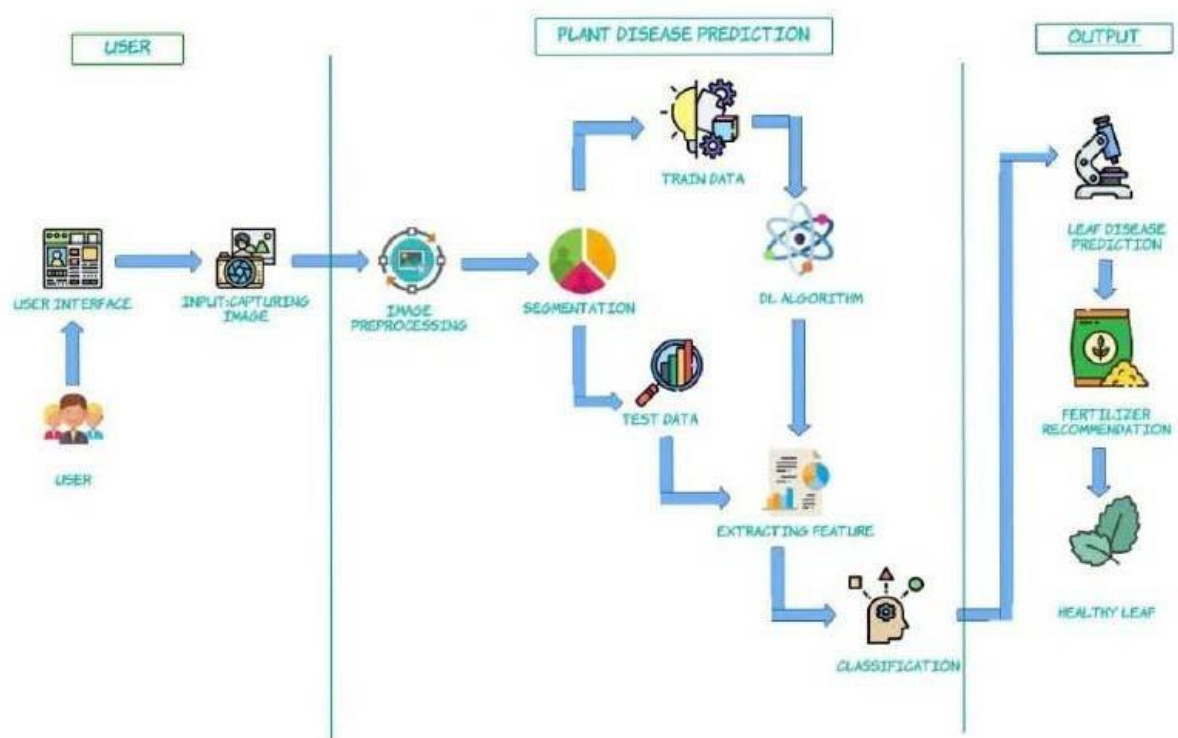 USER
PLANT DISEASE PREDICTION
OUTPUT
TRAIN DATA
LEAF DISEASE
PREDICTION
USER INTERFACE
INPUT:CAPTURING
IMAGE
IMAGE
PREPROCESSING
SEGMENTATION
DL ALGORITHM
TEST DATA
FERTILIZER
RECOMMENDATION
USER
EXTRACTING FEATURE
HEALTHY LEAF
CLASSIFICATION